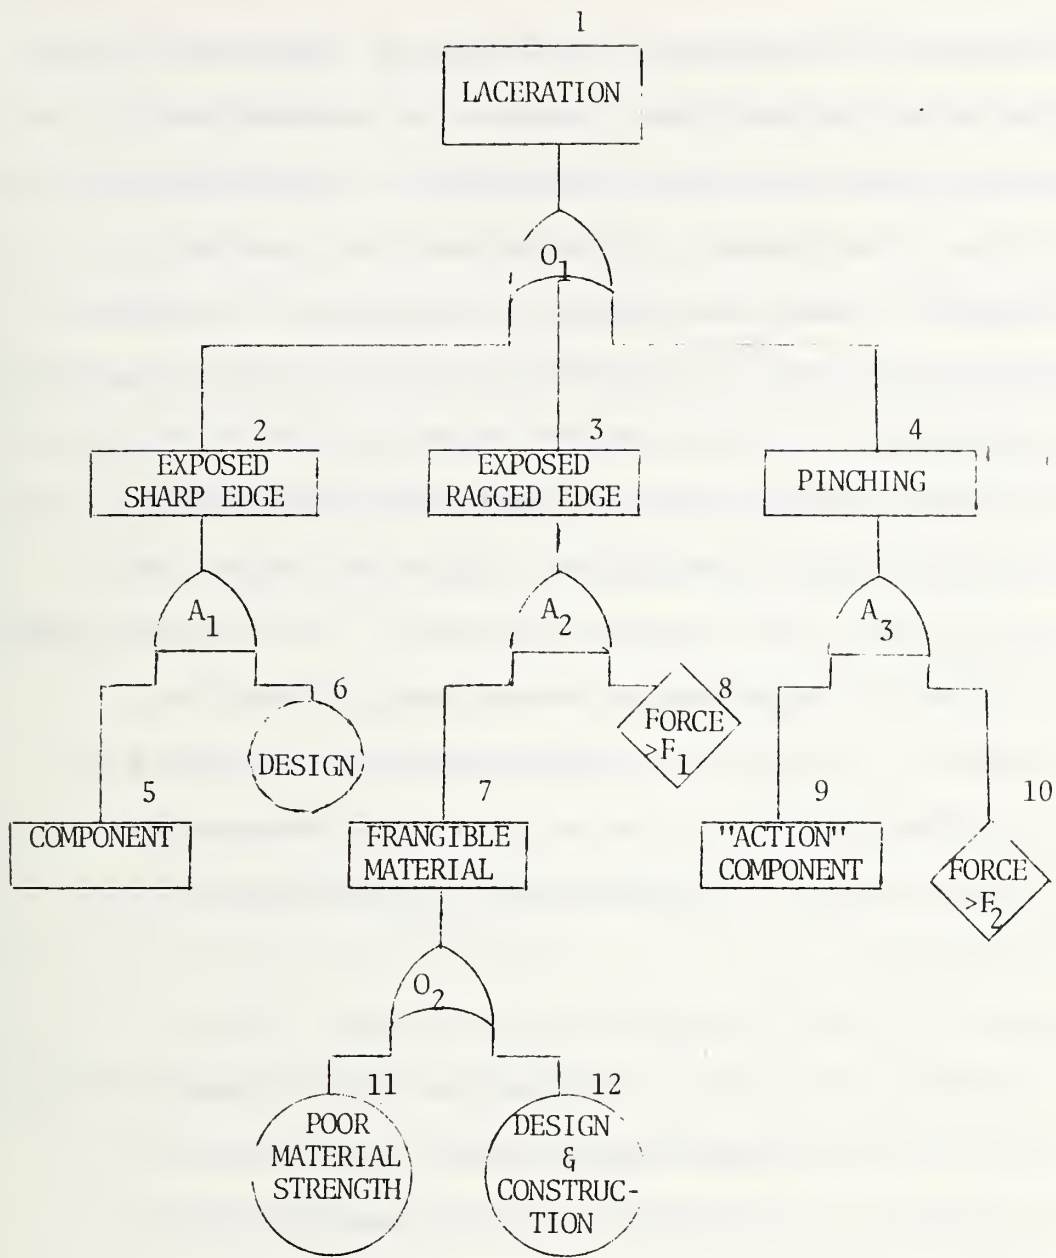 1
LACERATION
O1
2
EXPOSED
SHARP EDGE
3
EXPOSED
RAGGED EDGE
4
PINCHING
A1
A2
A3
6
DESIGN
8
FORCE
>F1
5
COMPONENT
7
FRANGIBLE
MATERIAL
9
"ACTION"
COMPONENT
10
FORCE
>F2
O2
11
POOR
MATERIAL
STRENGTH
12
DESIGN
&
CONSTRUC-
TION